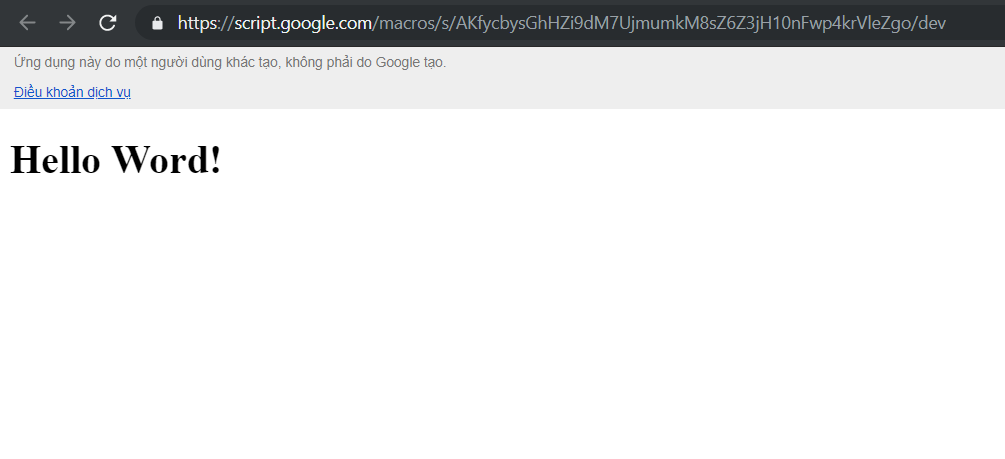 https://script.google.com/macros/s/AKfycbysGhHZi9dM7UjmumkM8sZ6Z3jH10nFwp4krVleZgo/dev
Ứng dụng này do một người dùng khác tạo, không phải do Google tạo.
Điều khoản dịch vụ
Hello Word!